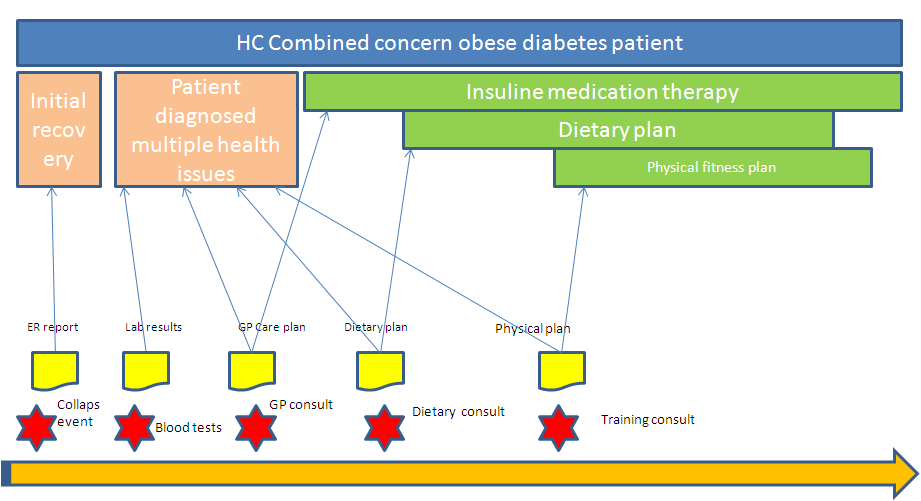 HC Combined concern obese diabetes patient
Initial
recov
ery
Patient
diagnosed
multiple health
issues
Insuline medication therapy
Dietary plan
Physical fitness plan
ER report
Lab results
GP Care plan
Dietary plan
Physical plan
Collaps
event
Blood tests
GP consult
Dietary consult
Training consult